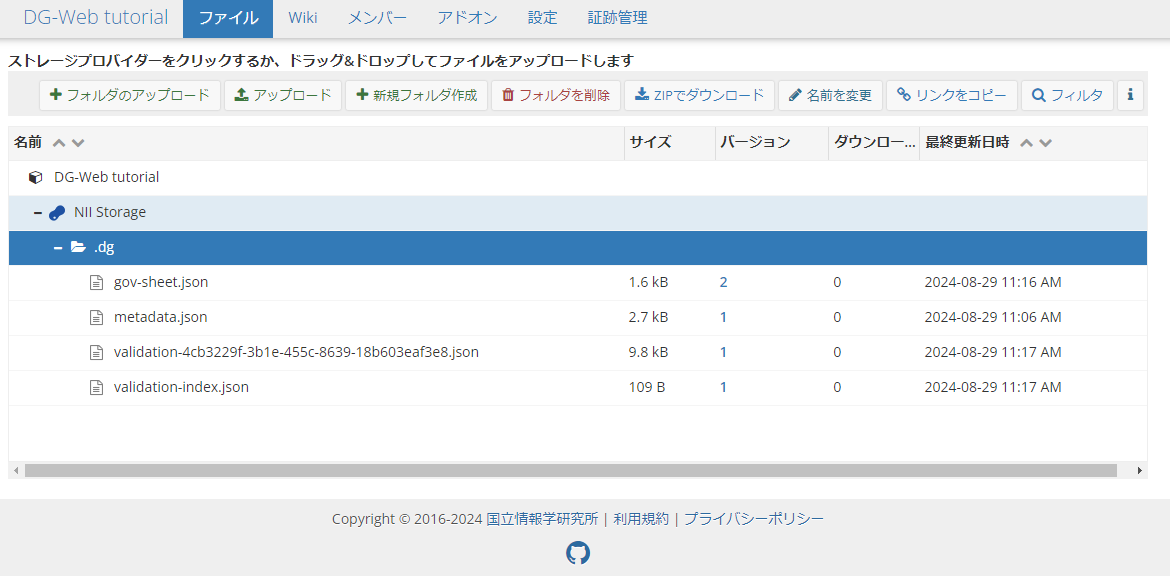 DG-Web tutorial ファイル Wiki メンバー アドオン 設定 証跡管理
ストレージプロバイダーをクリックするか、ドラッグ&ドロップしてファイルをアップロードします
フォルダのアップロード アップロード 新規フォルダ作成 フォルダを削除 ZIPでダウンロード 名前を変更 リンクをコピー フィルタ
名前 サイズ バージョン ダウンロー... 最終更新日時
DG-Web tutorial
NII Storage
.dg
gov-sheet.json 1.6 kB 2 0 2024-08-29 11:16 AM
metadata.json 2.7 kB 1 0 2024-08-29 11:06 AM
validation-4cb3229f-3b1e-455c-8639-18b603eaf3e8.json 9.8 kB 1 0 2024-08-29 11:17 AM
validation-index.json 109 B 1 0 2024-08-29 11:17 AM
Copyright © 2016-2024 国立情報学研究所 | 利用規約 | プライバシーポリシー